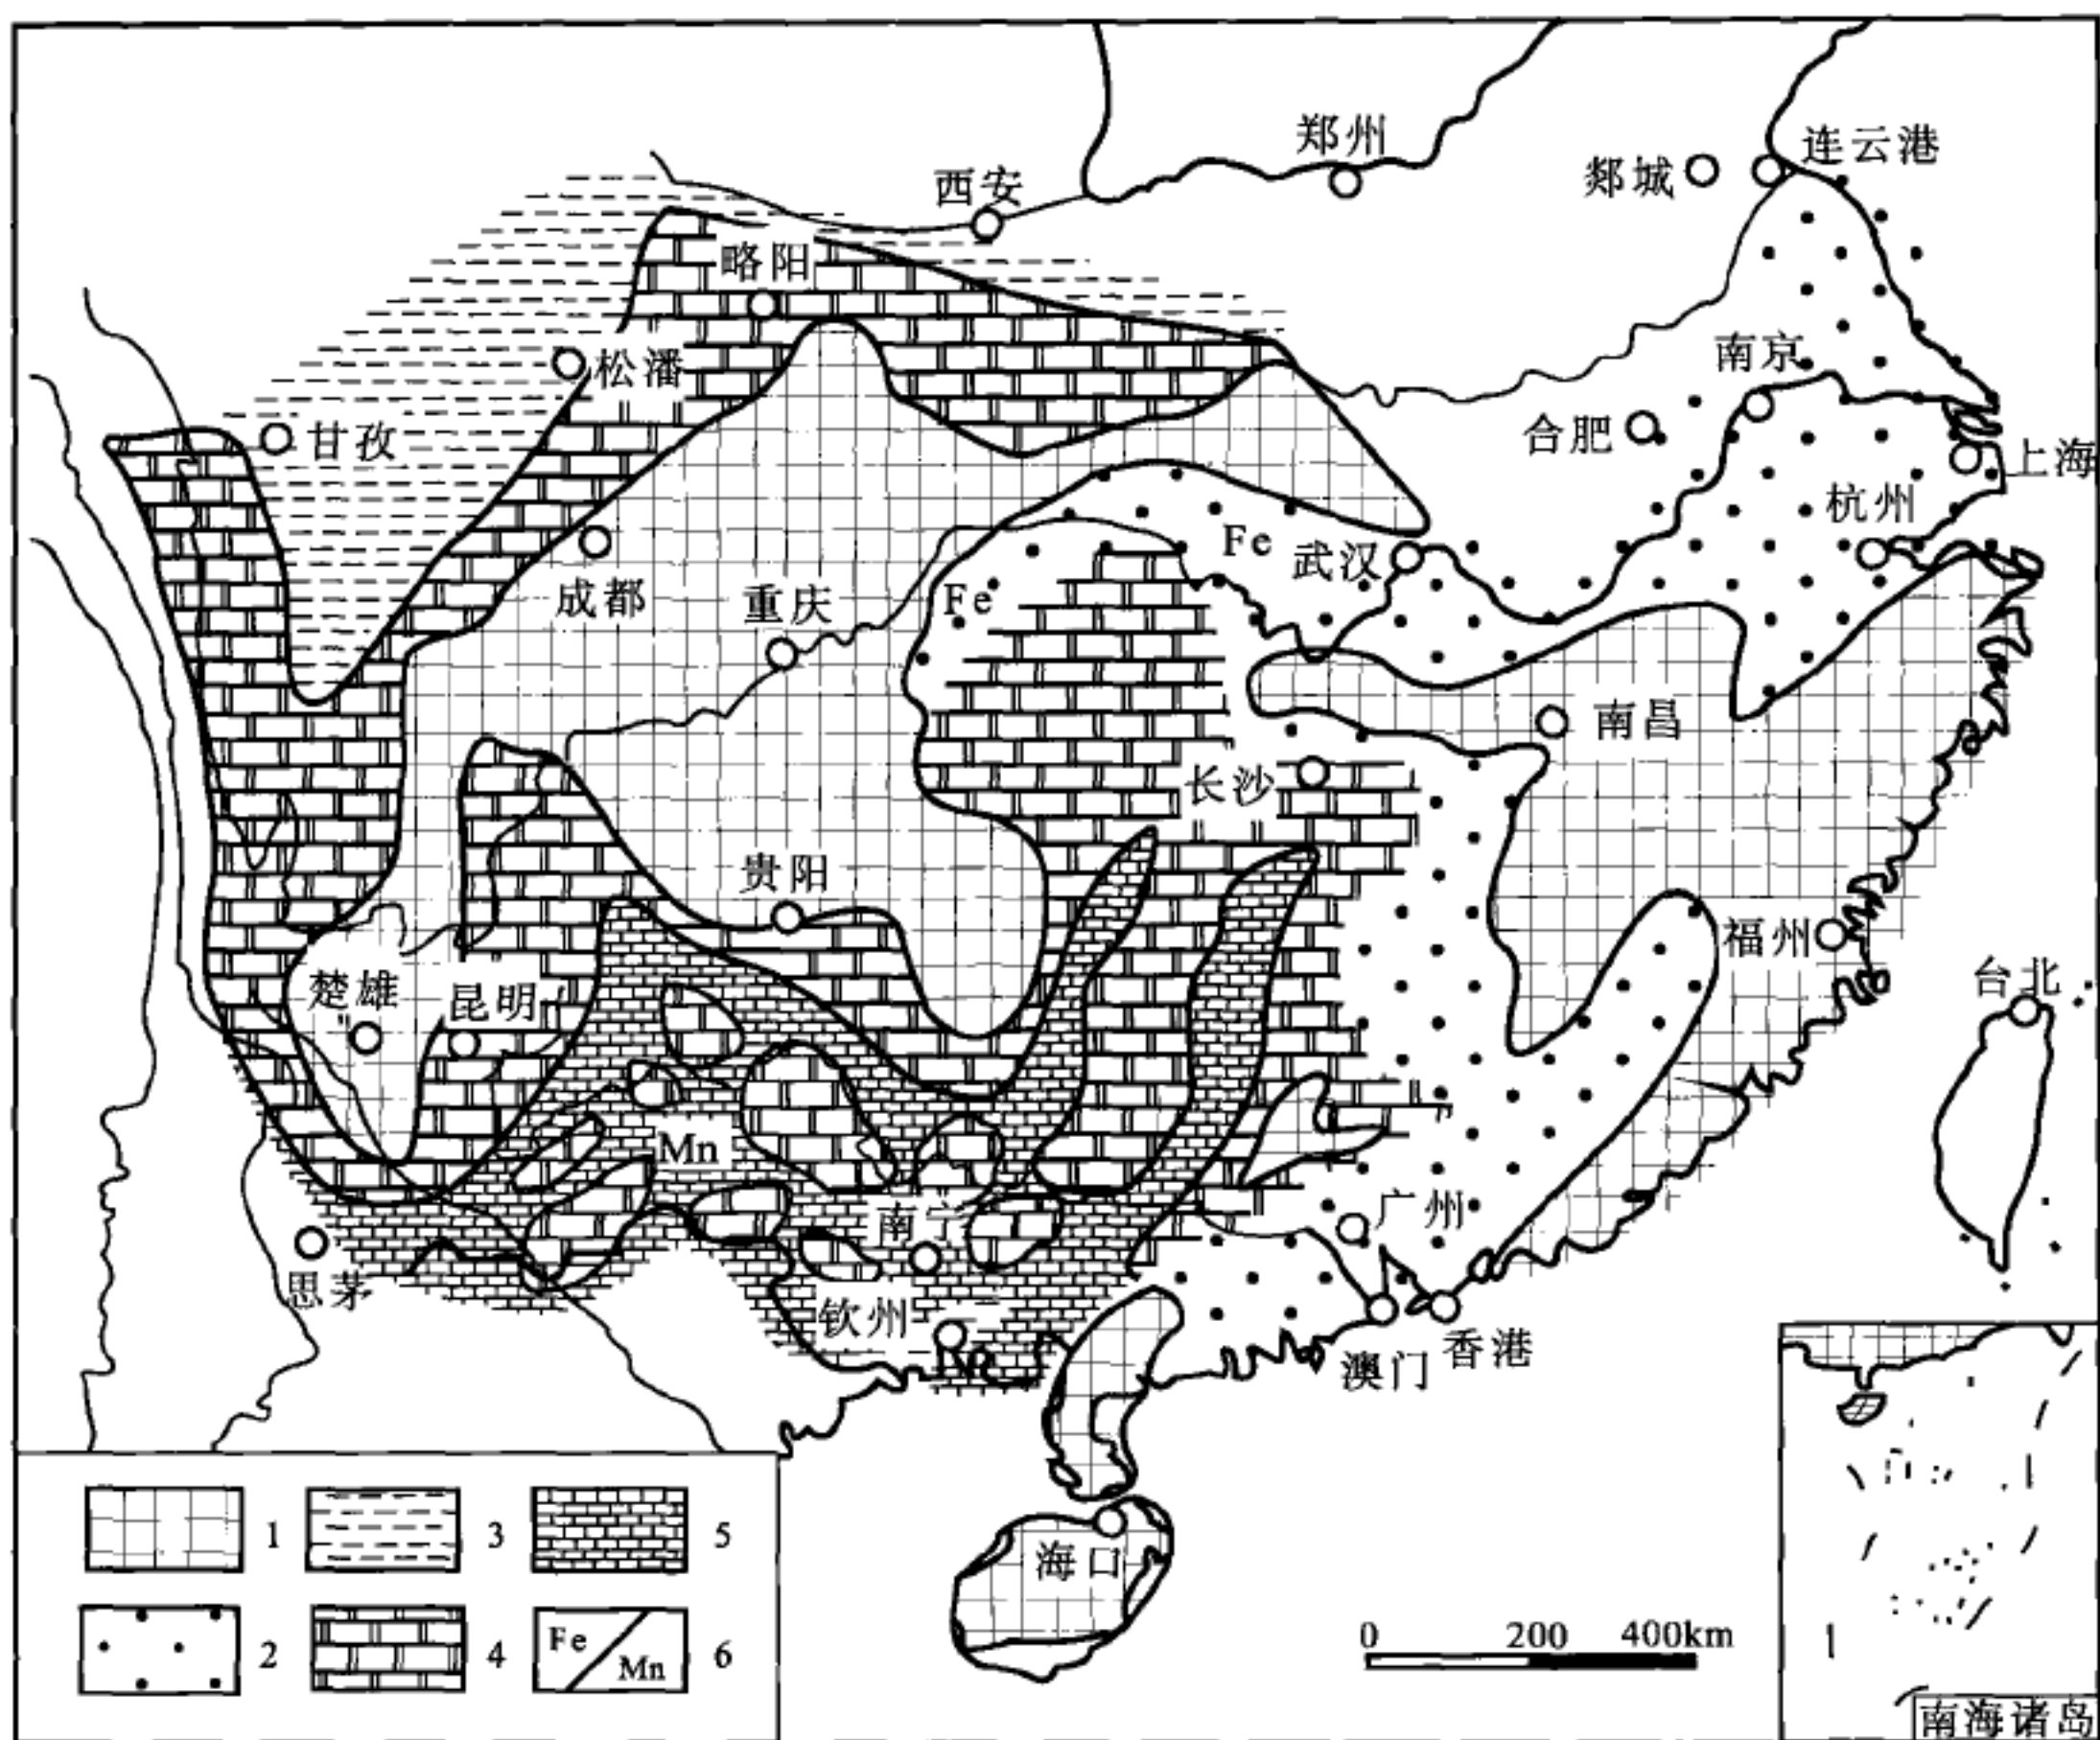 郑州
连云港
郯城
西安
略阳
南京
松潘
合肥
甘孜
上海
杭州
Fe
武汉
成都
重庆
Fe
南昌
长沙
贵阳
福州
台北
楚雄
昆明
Mn
广州
南宁
思茅
钦州
香港
澳门
海口
1
3
5
2
4
Fe
Mn
6
0 200 400km
南海诸岛